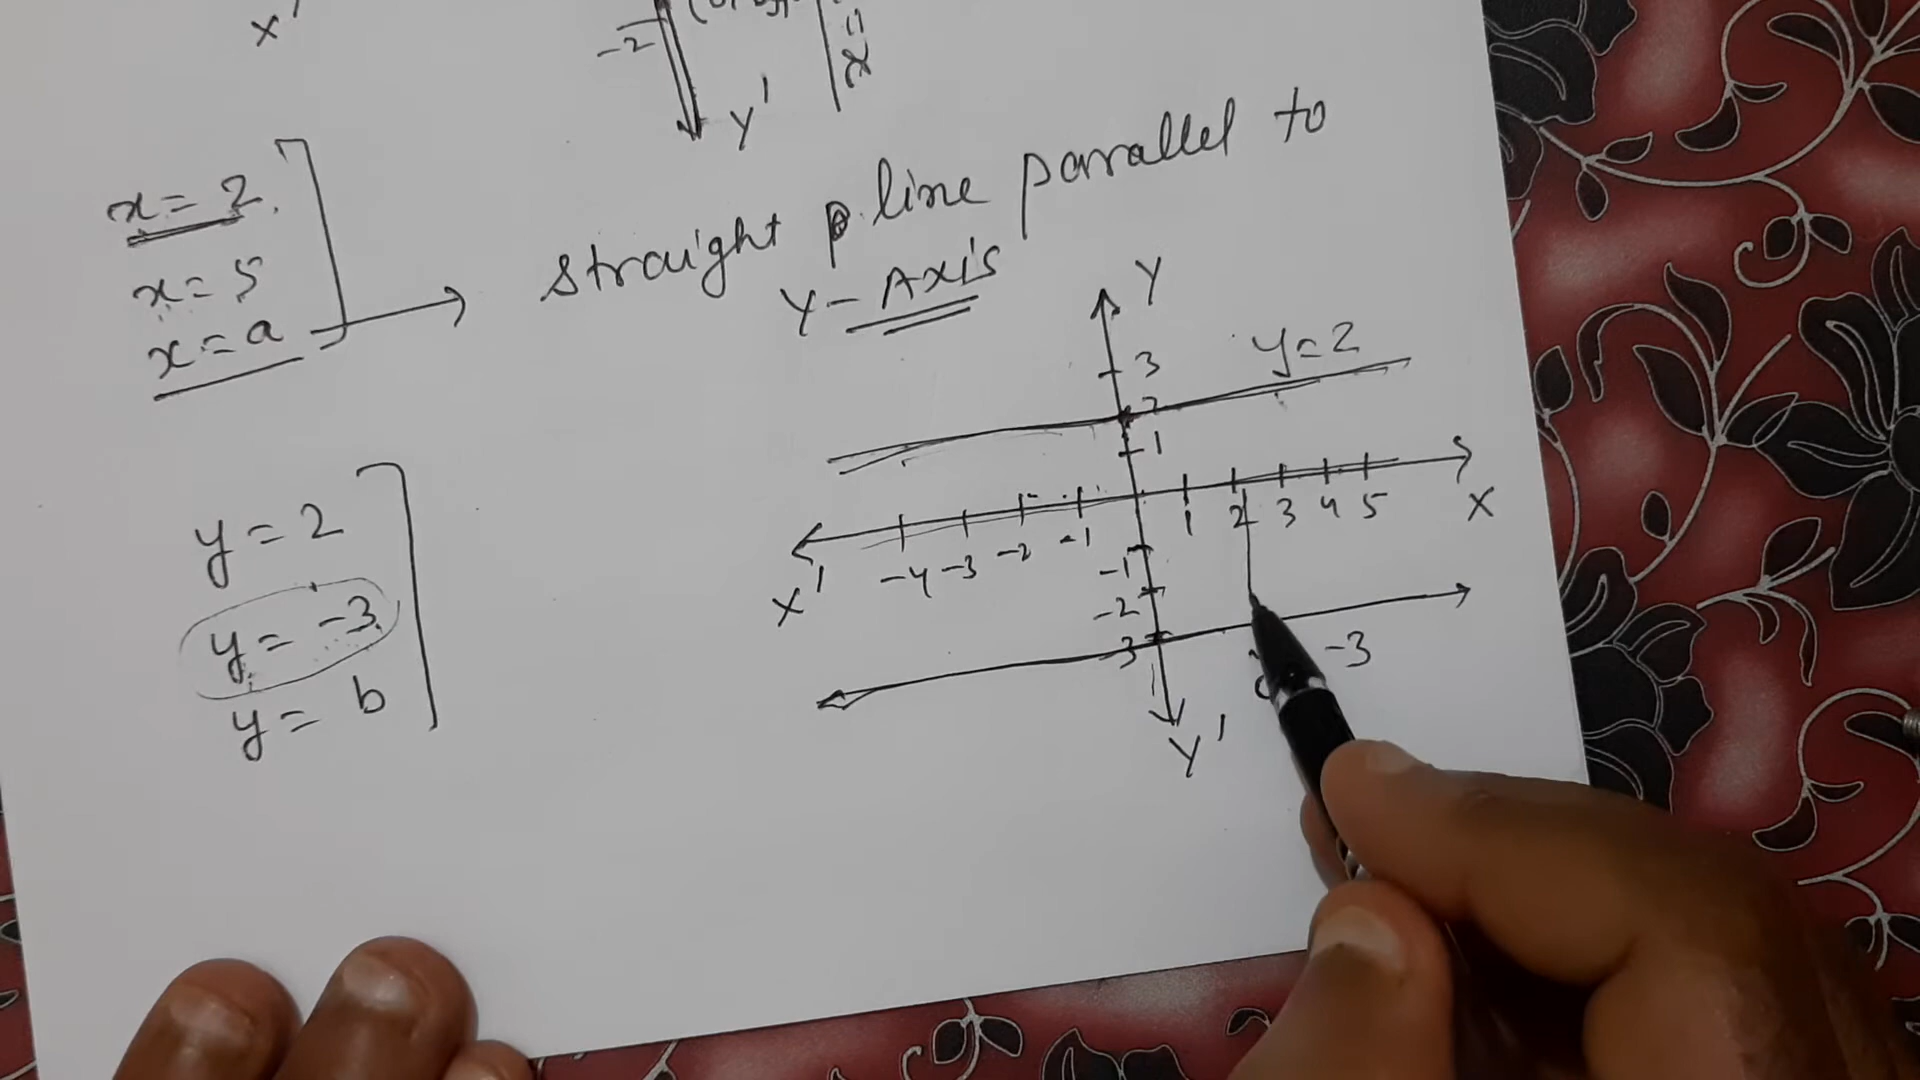 x'
-2
y'
x = 2.
x = 5
x = a
straight line parallel to
Y - Axis
Y
3
y = 2
2
1
X
1 2 3 4 5
-4 -3 -2 -1
X'
-1
-2
3
-3
Y'
y = 2
y = -3
y = b